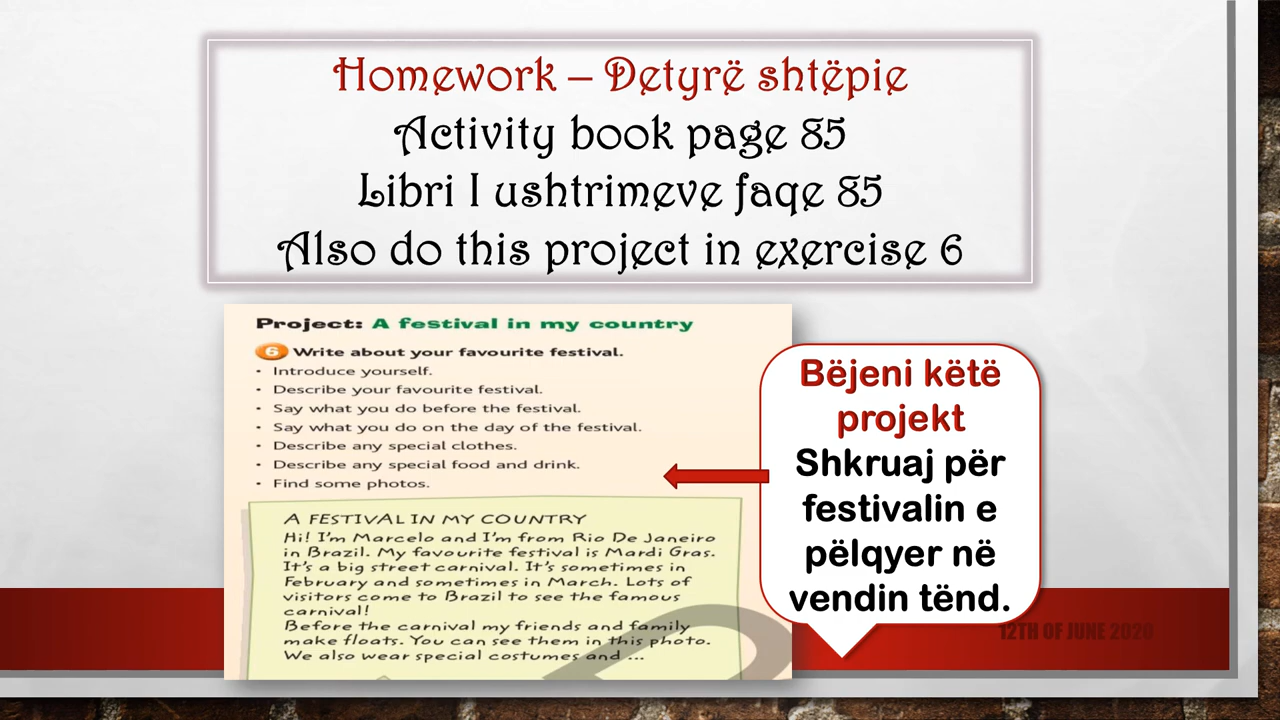 Homework – Detyrë shtëpie
Activity book page 85
Libri I ushtrimeve faqe 85
Also do this project in exercise 6
Project: A festival in my country
6 Write about your favourite festival.
• Introduce yourself.
• Describe your favourite festival.
• Say what you do before the festival.
• Say what you do on the day of the festival.
• Describe any special clothes.
• Describe any special food and drink.
• Find some photos.
A FESTIVAL IN MY COUNTRY
Hi! I'm Marcelo and I'm from Rio De Janeiro
in Brazil. My favourite festival is Mardi Gras.
It's a big street carnival. It's sometimes in
February and sometimes in March. Lots of
visitors come to Brazil to see the famous
carnival!
Before the carnival my friends and family
make floats. You can see them in this photo.
We also wear special costumes and ...
Bëjeni këtë
projekt
Shkruaj për
festivalin e
pëlqyer në
vendin tënd.
12TH OF JUNE 2020